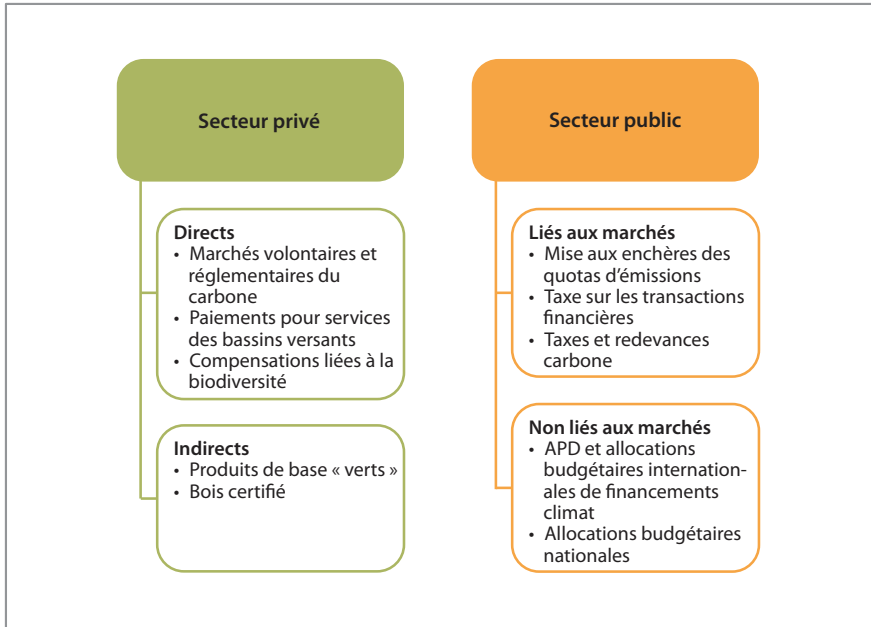 Secteur privé
Directs
• Marchés volontaires et
réglementaires du
carbone
• Paiements pour services
des bassins versants
• Compensations liées à la
biodiversité
Indirects
• Produits de base « verts »
• Bois certifié
Secteur public
Liés aux marchés
• Mise aux enchères des
quotas d’émissions
• Taxe sur les transactions
financières
• Taxes et redevances
carbone
Non liés aux marchés
• APD et allocations
budgétaires internation-
ales de financements
climat
• Allocations budgétaires
nationales